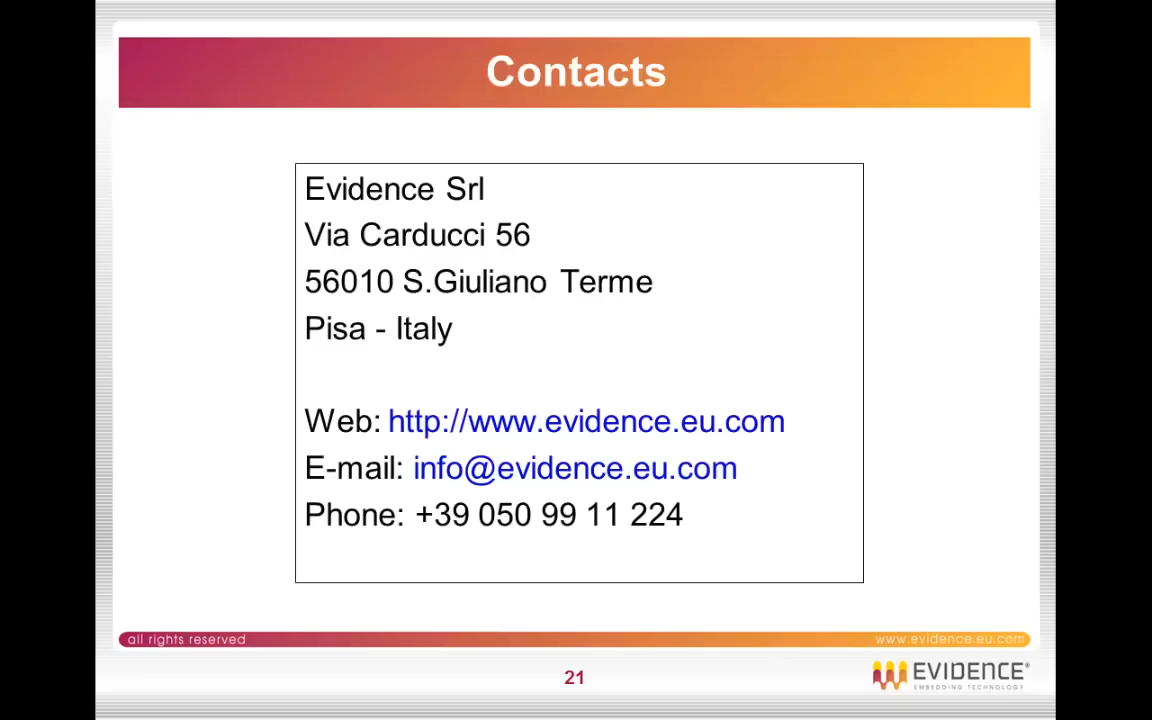 Contacts
Evidence Srl
Via Carducci 56
56010 S.Giuliano Terme
Pisa - Italy
Web: http://www.evidence.eu.com
E-mail: info@evidence.eu.com
Phone: +39 050 99 11 224
all rights reserved
www.evidence.eu.com
21
EVIDENCE®
EMBEDDING TECHNOLOGY